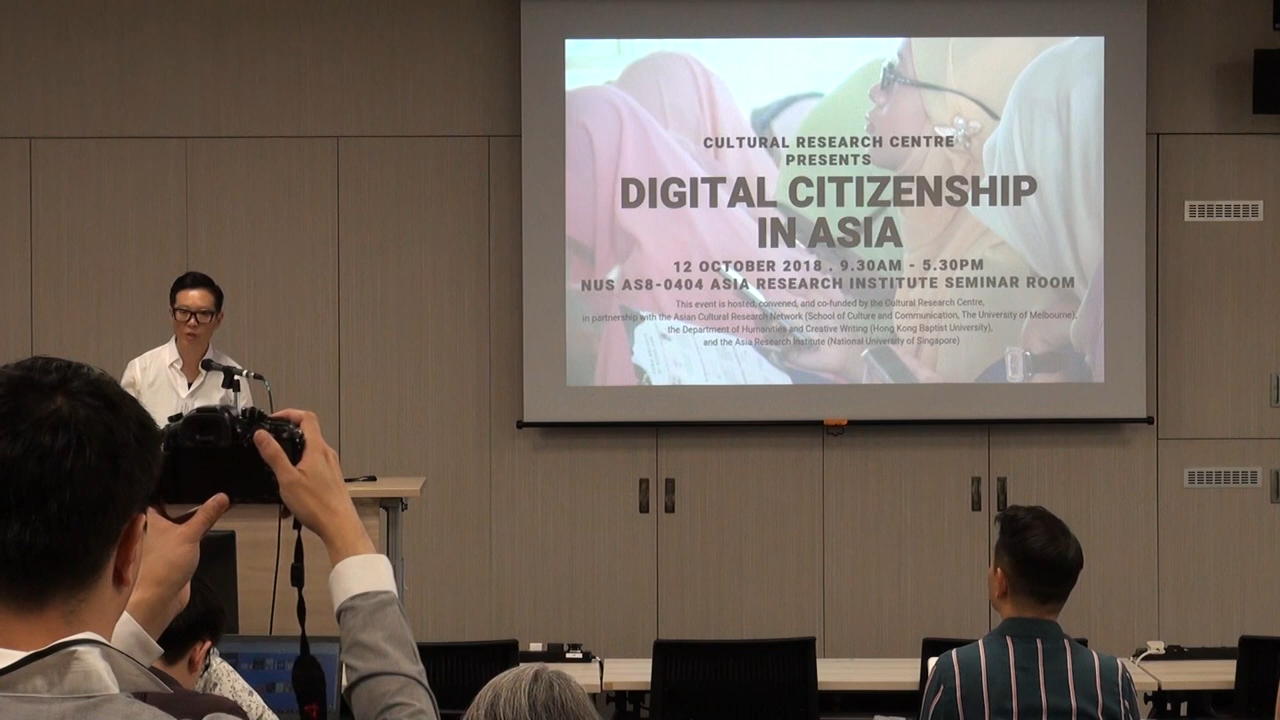 CULTURAL RESEARCH CENTRE
PRESENTS
DIGITAL CITIZENSHIP
IN ASIA
12 OCTOBER 2018 . 9.30AM - 5.30PM
NUS AS8-0404 ASIA RESEARCH INSTITUTE SEMINAR ROOM
This event is hosted, convened, and co-funded by the Cultural Research Centre,
in partnership with the Asian Cultural Research Network (School of Culture and Communication, The University of Melbourne),
the Department of Humanities and Creative Writing (Hong Kong Baptist University),
and the Asia Research Institute (National University of Singapore)